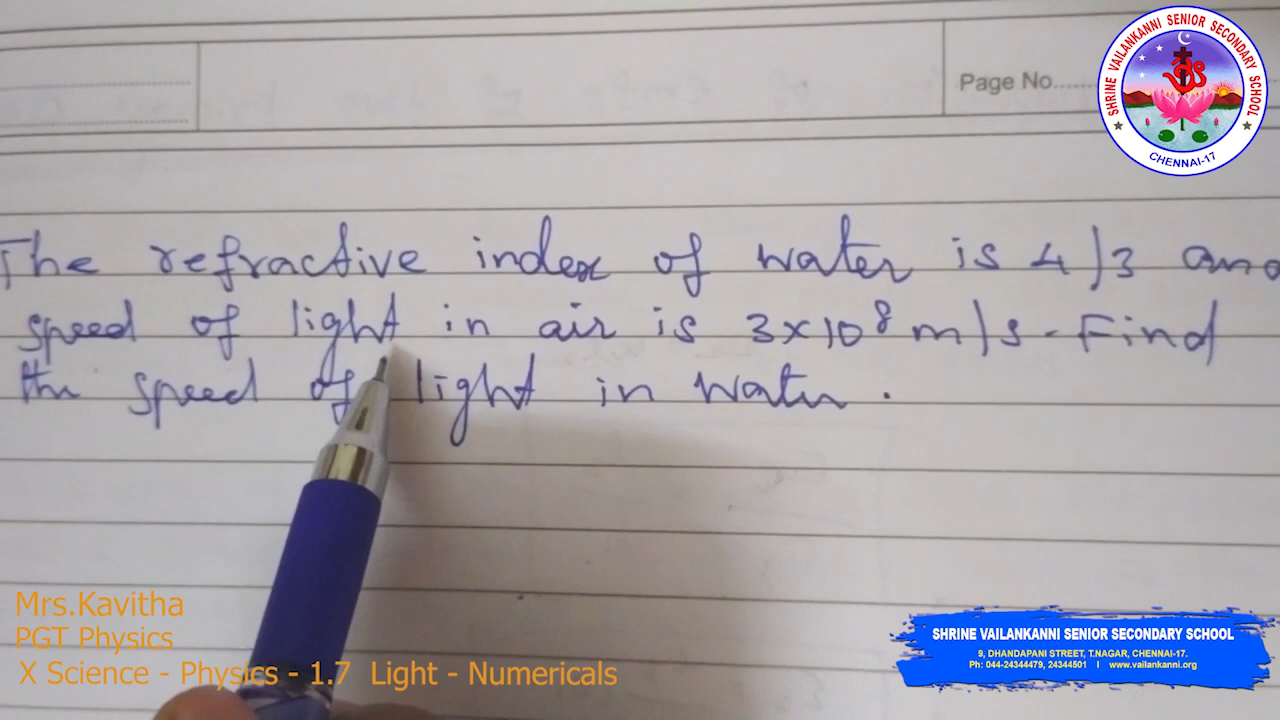 Page No......
SHRINE VAILANKANNI SENIOR SECONDARY SCHOOL
CHENNAI-17
The refractive index of water is 4/3 and
speed of light in air is 3×10⁸ m/s. Find
the speed of light in water.
Mrs.Kavitha
PGT Physics
X Science - Physics - 1.7 Light - Numericals
SHRINE VAILANKANNI SENIOR SECONDARY SCHOOL
9, DHANDAPANI STREET, T.NAGAR, CHENNAI-17.
Ph: 044-24344479, 24344501 I www.vailankanni.org